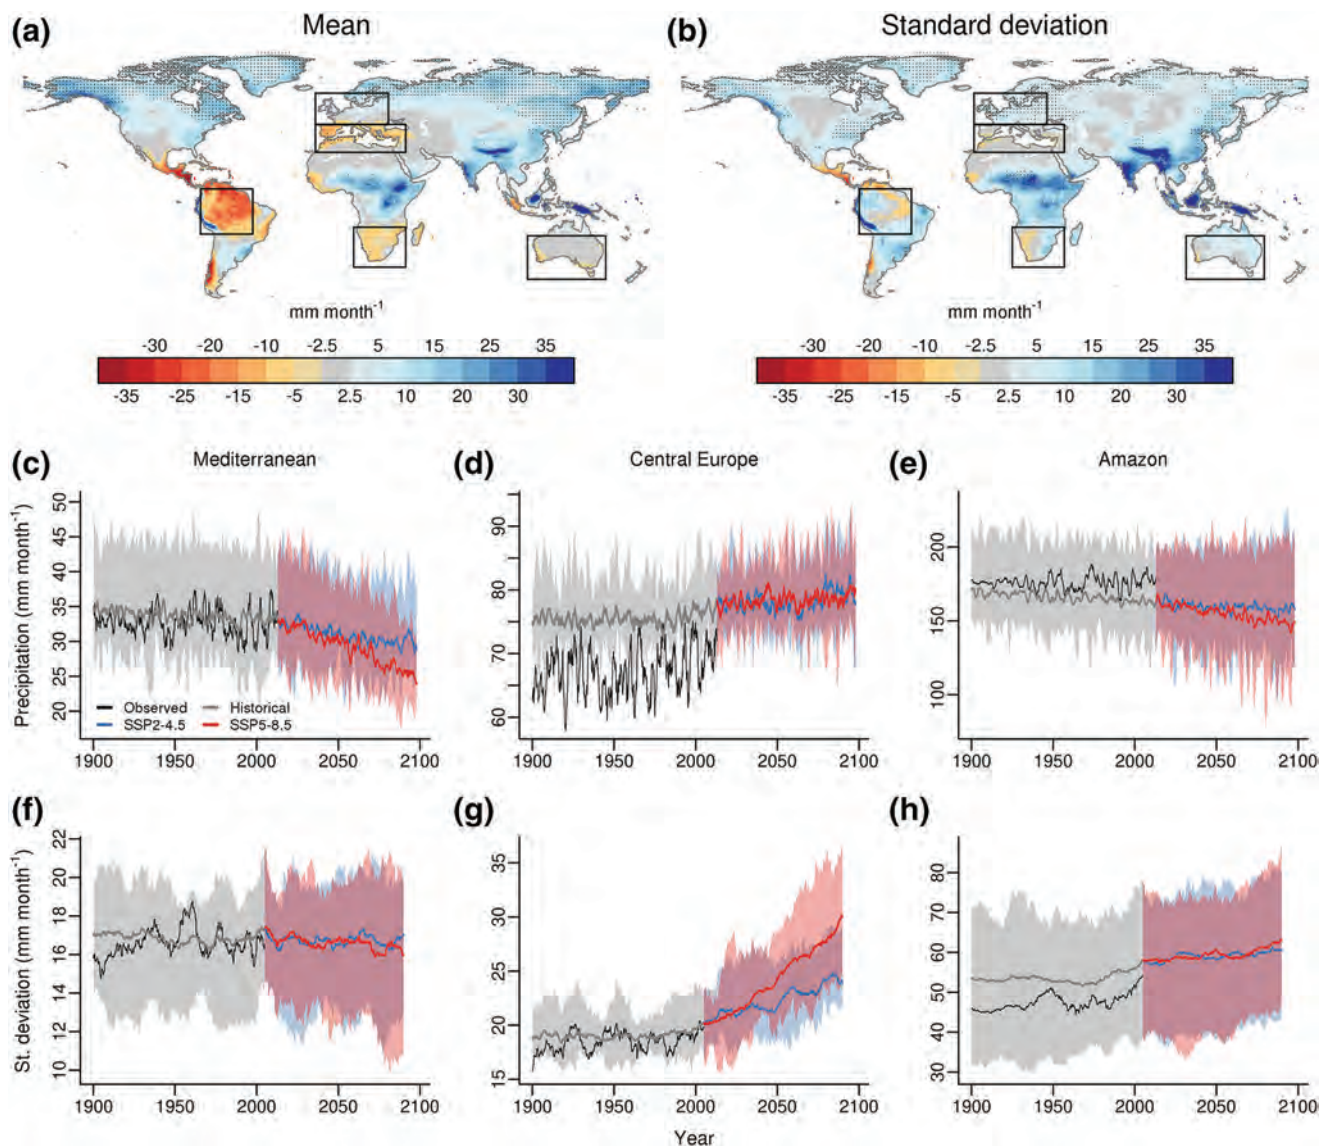 (a) Mean
(b) Standard deviation
mm month-1
mm month-1
-30 -20 -10 -2.5 5 15 25 35
-35 -25 -15 -5 2.5 10 20 30
-30 -20 -10 -2.5 5 15 25 35
-35 -25 -15 -5 2.5 10 20 30
(c) Mediterranean
(d) Central Europe
(e) Amazon
Precipitation (mm month-1)
50
45
40
35
30
25
20
Observed Historical
SSP2-4.5 SSP5-8.5
1900 1950 2000 2050 2100
90
80
70
60
1900 1950 2000 2050 2100
200
150
100
1900 1950 2000 2050 2100
(f)
(g)
(h)
St. deviation (mm month-1)
22
20
18
16
14
12
10
1900 1950 2000 2050 2100
35
30
25
20
15
1900 1950 2000 2050 2100
80
70
60
50
40
30
1900 1950 2000 2050 2100
Year